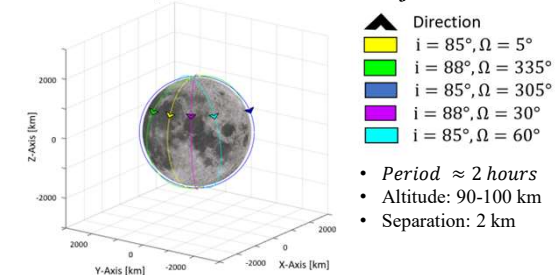 Direction
i = 85°, Ω = 5°
i = 88°, Ω = 335°
i = 85°, Ω = 305°
i = 88°, Ω = 30°
i = 85°, Ω = 60°
• Period ≈ 2 hours
• Altitude: 90-100 km
• Separation: 2 km
Z-Axis [km]
2000
0
-2000
2000
0
-2000
Y-Axis [km]
2000
0
-2000
X-Axis [km]